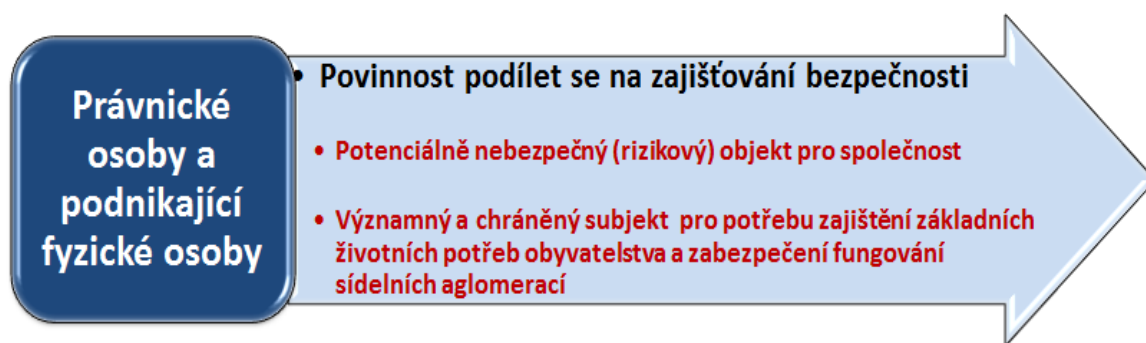 Právnické
osoby a
podnikající
fyzické osoby
• Povinnost podílet se na zajišťování bezpečnosti
• Potenciálně nebezpečný (rizikový) objekt pro společnost
• Významný a chráněný subjekt pro potřebu zajištění základních
životních potřeb obyvatelstva a zabezpečení fungování
sídelních aglomerací